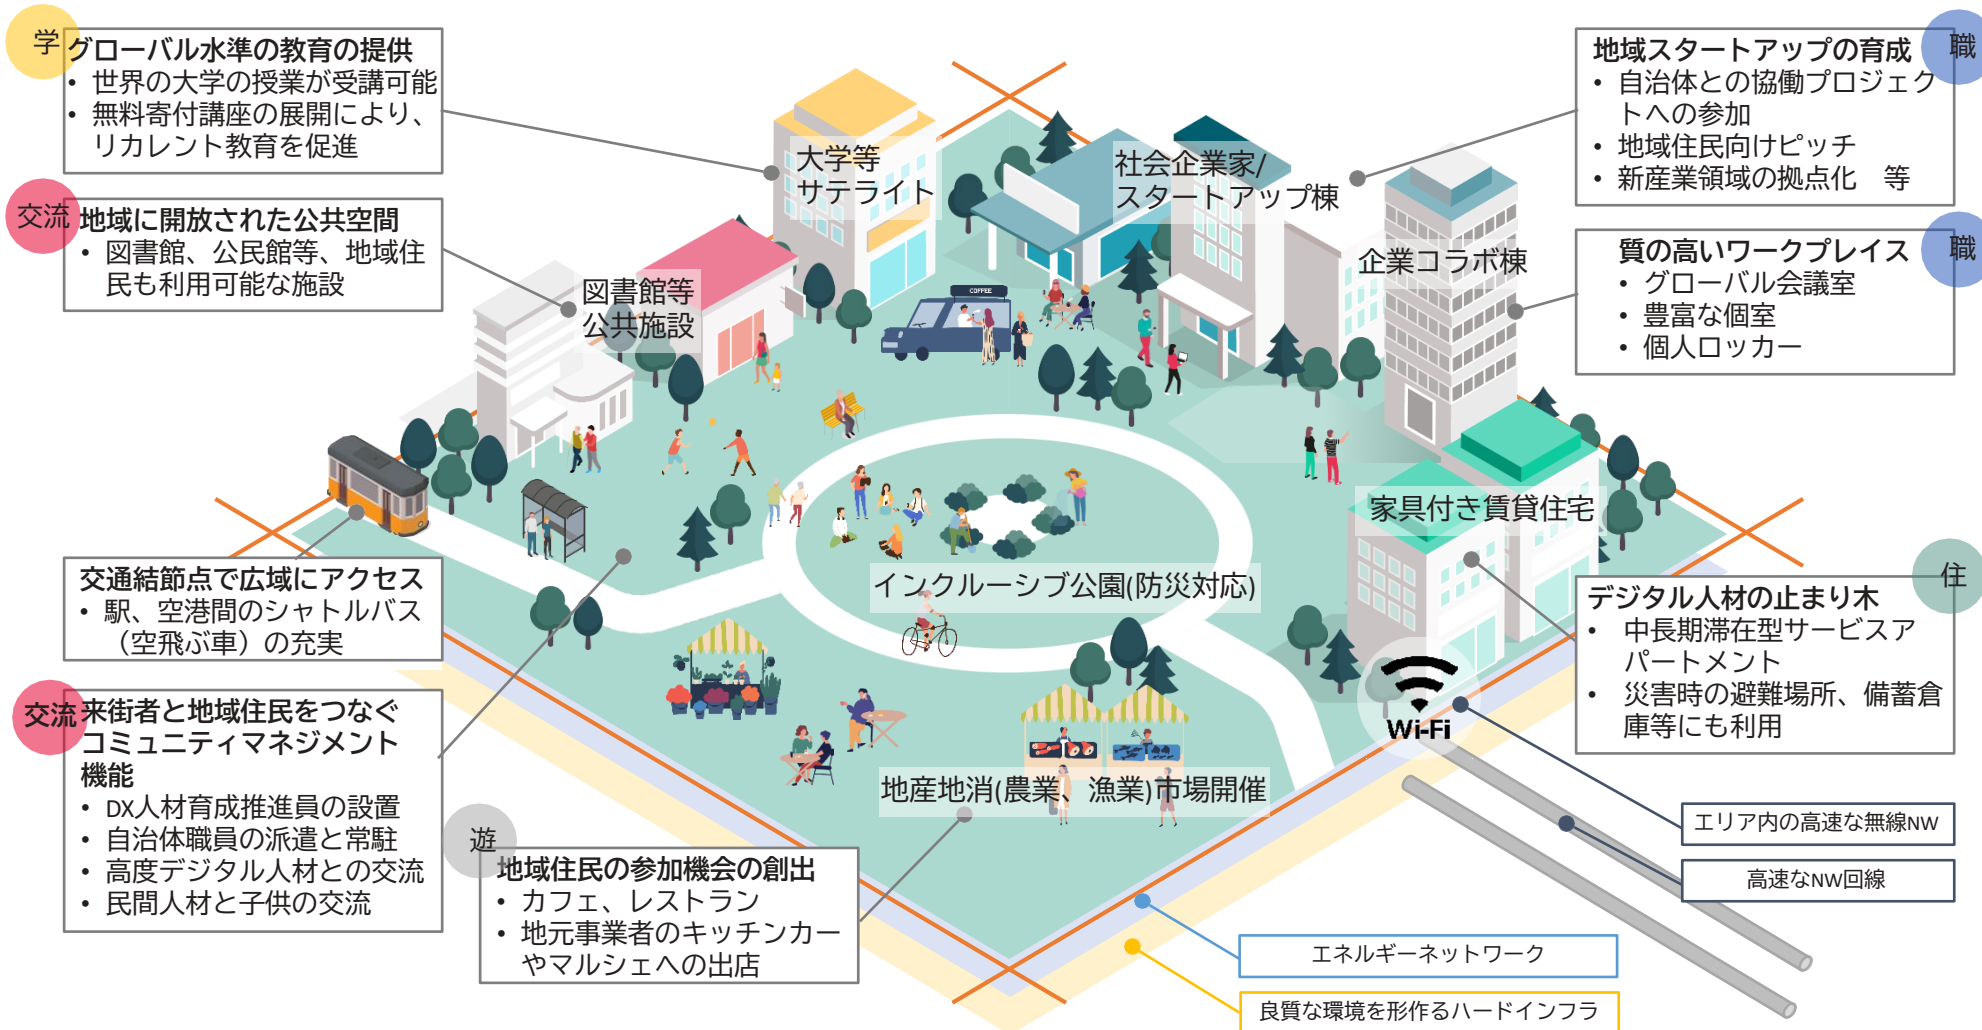 学
グローバル水準の教育の提供
• 世界の大学の授業が受講可能
• 無料寄付講座の展開により、
リカレント教育を促進
交流
地域に開放された公共空間
• 図書館、公民館等、地域住
民も利用可能な施設
交通結節点で広域にアクセス
• 駅、空港間のシャトルバス
（空飛ぶ車）の充実
交流
来街者と地域住民をつなぐ
コミュニティマネジメント
機能
• DX人材育成推進員の設置
• 自治体職員の派遣と常駐
• 高度デジタル人材との交流
• 民間人材と子供の交流
遊
地域住民の参加機会の創出
• カフェ、レストラン
• 地元事業者のキッチンカー
やマルシェへの出店
大学等
サテライト
図書館等
公共施設
COFFEE
社会企業家/
スタートアップ棟
企業コラボ棟
家具付き賃貸住宅
インクルーシブ公園(防災対応)
地産地消(農業、漁業)市場開催
Wi-Fi
職
地域スタートアップの育成
• 自治体との協働プロジェク
トへの参加
• 地域住民向けピッチ
• 新産業領域の拠点化　等
職
質の高いワークプレイス
• グローバル会議室
• 豊富な個室
• 個人ロッカー
住
デジタル人材の止まり木
• 中長期滞在型サービスア
パートメント
• 災害時の避難場所、備蓄倉
庫等にも利用
エリア内の高速な無線NW
高速なNW回線
エネルギーネットワーク
良質な環境を形作るハードインフラ